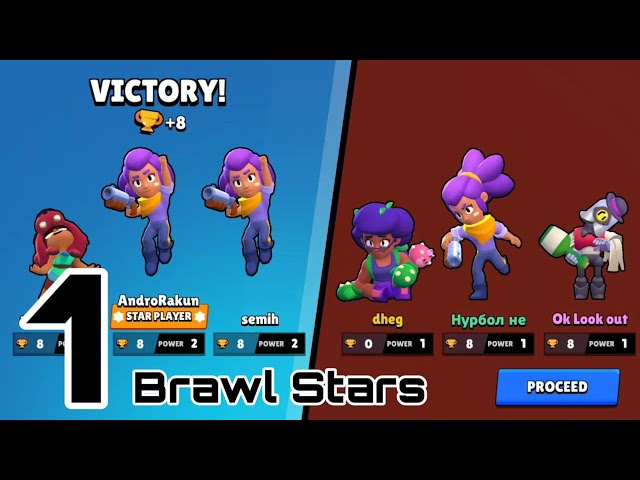 VICTORY!
+8
AndroRakun
STAR PLAYER
semih
dheg
Нурбол не
Ok Look out
8
8 POWER 2
8 POWER 2
0 POWER 1
8 POWER 1
8 POWER 1
1
Brawl Stars
PROCEED